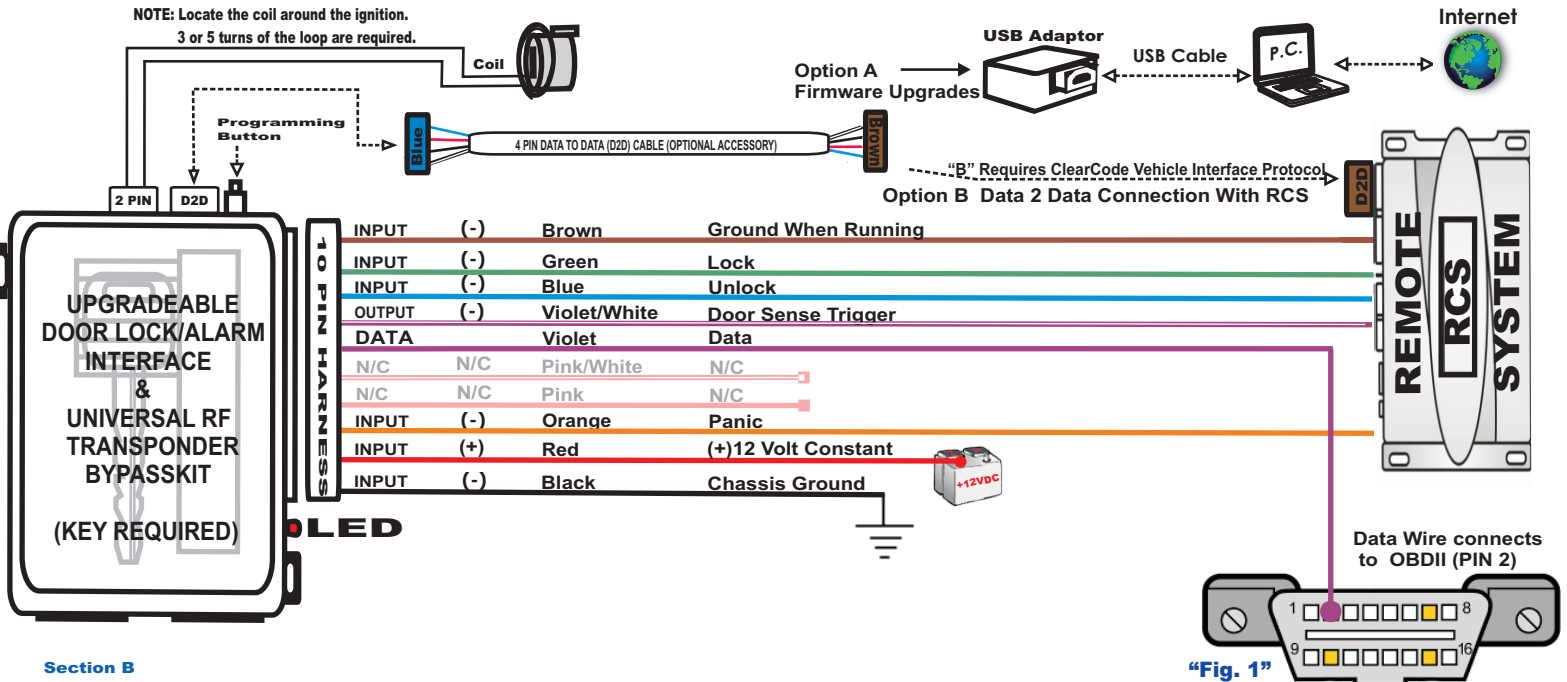 NOTE: Locate the coil around the ignition.
3 or 5 turns of the loop are required.
Coil
Internet
USB Adaptor
USB Cable
P.C.
Option A
Firmware Upgrades
Programming
Button
Blue
4 PIN DATA TO DATA (D2D) CABLE (OPTIONAL ACCESSORY)
Brown
“B” Requires ClearCode Vehicle Interface Protocol
Option B Data 2 Data Connection With RCS
D2D
2 PIN
D2D
UPGRADEABLE
DOOR LOCK/ALARM
INTERFACE
&
UNIVERSAL RF
TRANSPONDER
BYPASSKIT
(KEY REQUIRED)
LED
10 PIN HARNESS
INPUT (-) Brown Ground When Running
INPUT (-) Green Lock
INPUT (-) Blue Unlock
OUTPUT (-) Violet/White Door Sense Trigger
DATA Violet Data
N/C N/C Pink/White N/C
N/C N/C Pink N/C
INPUT (-) Orange Panic
INPUT (+) Red (+)12 Volt Constant
INPUT (-) Black Chassis Ground
+12VDC
REMOTE
RCS
SYSTEM
Data Wire connects
to OBDII (PIN 2)
1 8
9 16
“Fig. 1”
Section B